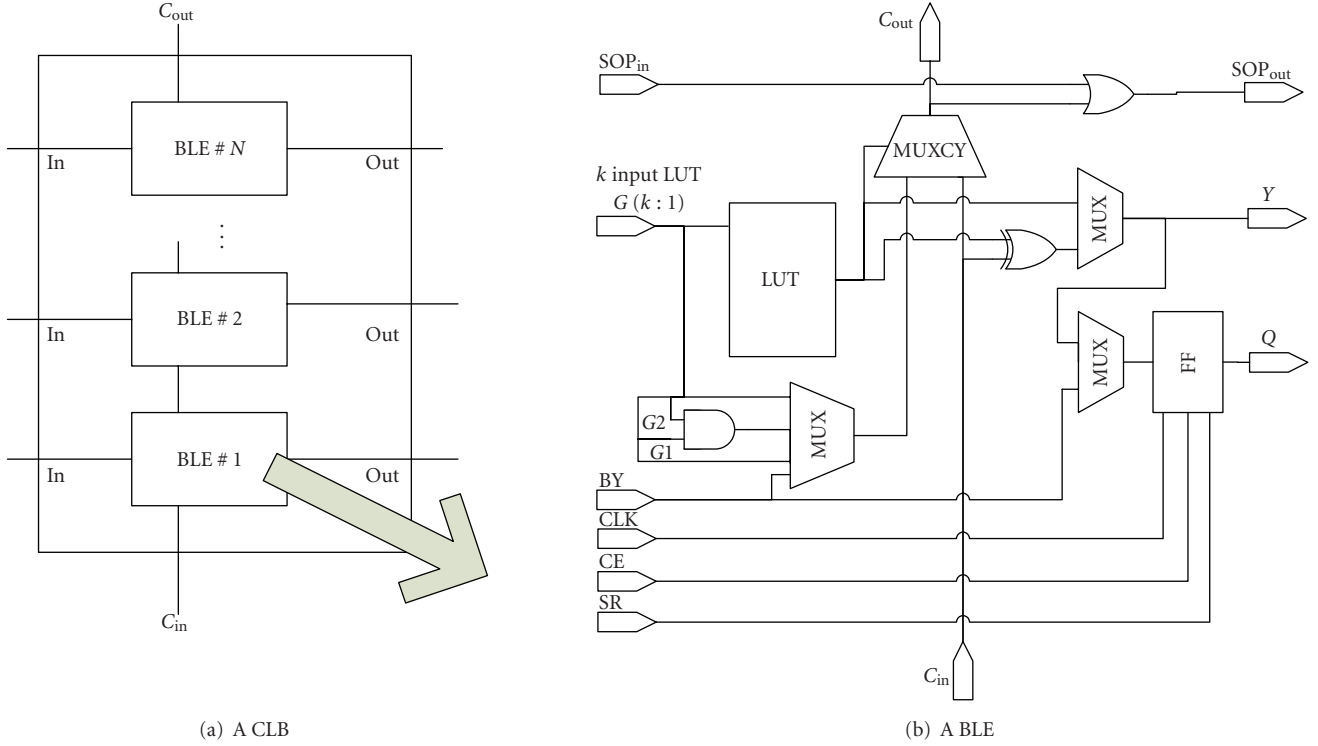 C_out
BLE # N
In
Out
⋮
BLE # 2
In
Out
BLE # 1
In
Out
C_in
(a) A CLB
C_out
SOP_in
SOP_out
MUXCY
k input LUT
G (k : 1)
MUX
Y
LUT
MUX
FF
Q
G2
G1
MUX
BY
CLK
CE
SR
C_in
(b) A BLE